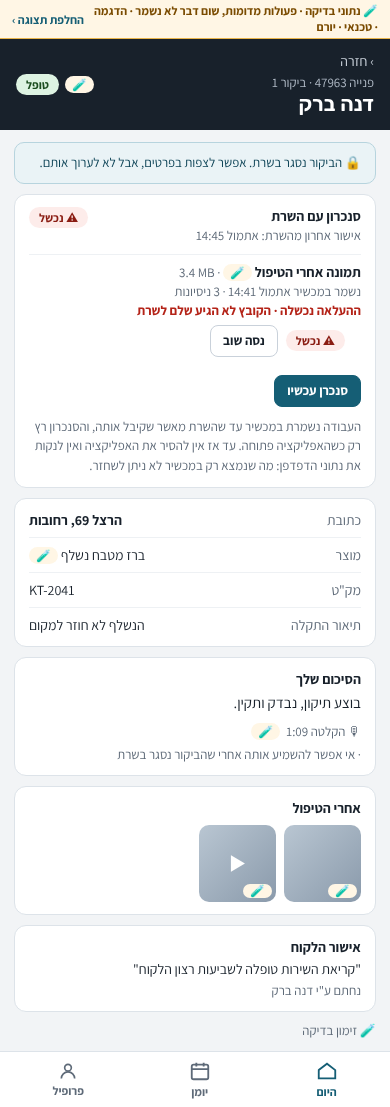 🧪 נתוני בדיקה · פעולות מדומות, שום דבר לא נשמר · הדגמה
· טכנאי · יורם
החלפת תצוגה ›
› חזרה
פנייה 47963 · ביקור 1
דנה ברק
🧪 טופל
🔒 הביקור נסגר בשרת. אפשר לצפות בפרטים, אבל לא לערוך אותם.
סנכרון עם השרת
⚠ נכשל
אישור אחרון מהשרת: אתמול 14:45
תמונה אחרי הטיפול 🧪 · 3.4 MB
נשמר במכשיר אתמול 14:41 · 3 ניסיונות
ההעלאה נכשלה · הקובץ לא הגיע שלם לשרת
⚠ נכשל
נסה שוב
סנכרן עכשיו
העבודה נשמרת במכשיר עד שהשרת מאשר שקיבל אותה, והסנכרון רץ
רק כשהאפליקציה פתוחה. עד אז אין להסיר את האפליקציה ואין לנקות
את נתוני הדפדפן: מה שנמצא רק במכשיר לא ניתן לשחזר.
כתובת
הרצל 69, רחובות
מוצר
ברז מטבח נשלף 🧪
מק"ט
KT-2041
תיאור התקלה
הנשלף לא חוזר למקום
הסיכום שלך
בוצע תיקון, נבדק ותקין.
🎙 הקלטה 1:09 🧪
· אי אפשר להשמיע אותה אחרי שהביקור נסגר בשרת
אחרי הטיפול
🧪
🧪
אישור הלקוח
"קריאת השירות טופלה לשביעות רצון הלקוח"
נחתם ע"י דנה ברק
🧪 זימון בדיקה
היום
יומן
פרופיל